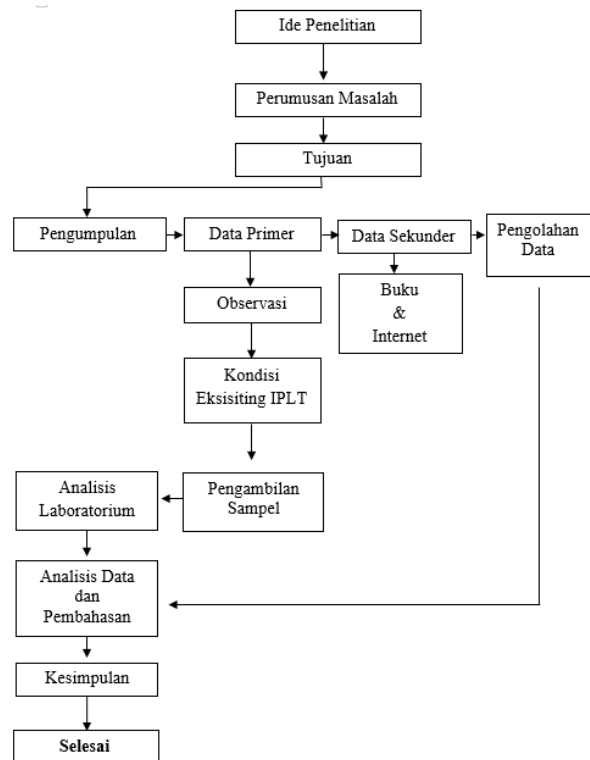 Ide Penelitian
Perumusan Masalah
Tujuan
Pengumpulan
Data Primer
Data Sekunder
Pengolahan
Data
Observasi
Buku
&
Internet
Kondisi
Eksisiting IPLT
Pengambilan
Sampel
Analisis
Laboratorium
Analisis Data
dan
Pembahasan
Kesimpulan
Selesai